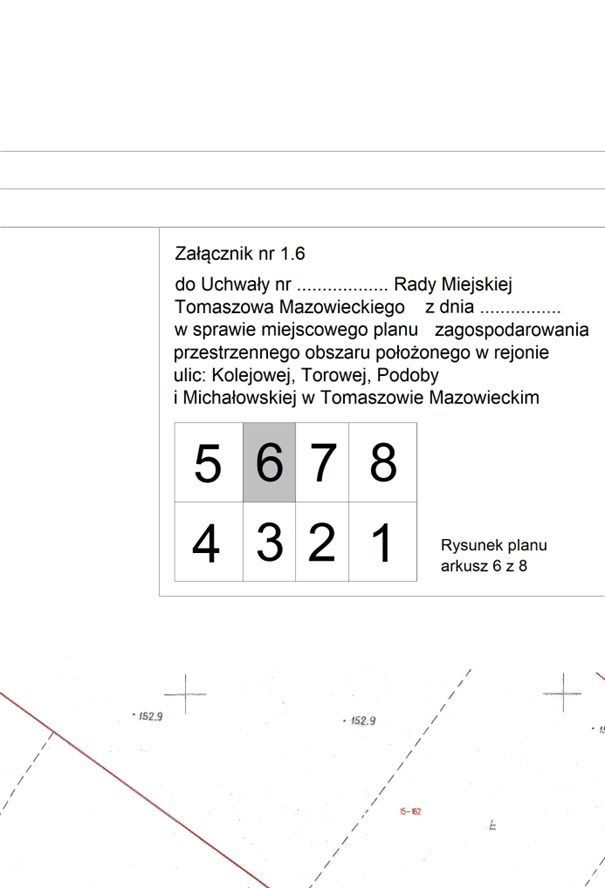 Załącznik nr 1.6
do Uchwały nr .................. Rady Miejskiej
Tomaszowa Mazowieckiego z dnia ................
w sprawie miejscowego planu zagospodarowania
przestrzennego obszaru położonego w rejonie
ulic: Kolejowej, Torowej, Podoby
i Michałowskiej w Tomaszowie Mazowieckim
5 6 7 8
4 3 2 1
Rysunek planu
arkusz 6 z 8
152.9
152.9
15-162
Ł